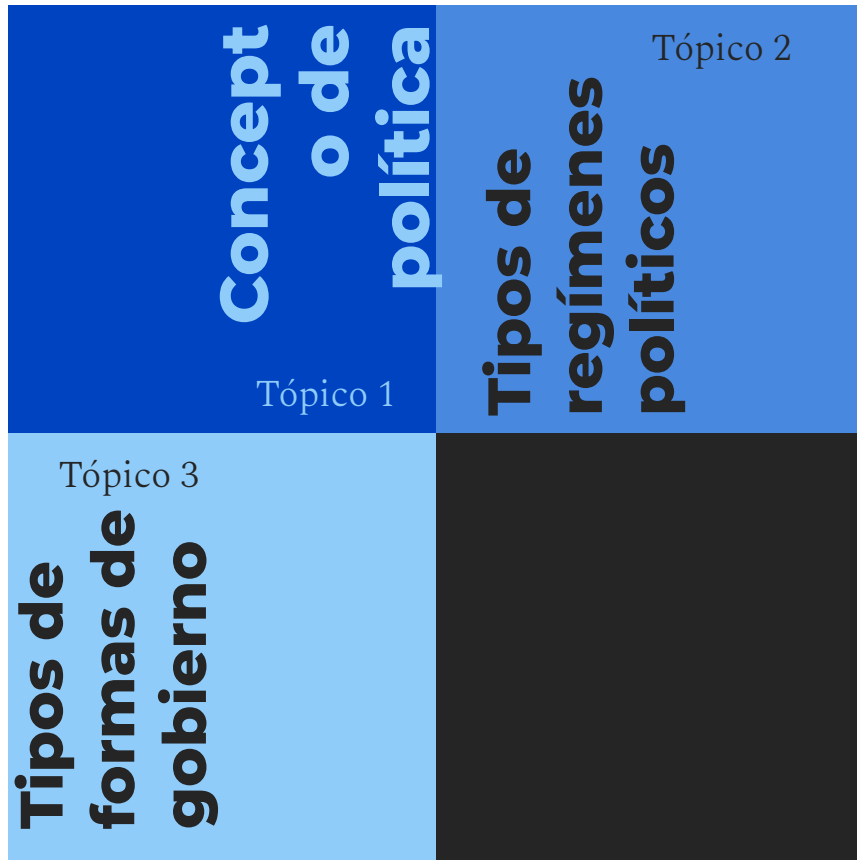 Concept
o de
política
Tópico 1
Tópico 2
Tipos de
regímenes
políticos
Tópico 3
Tipos de
formas de
gobierno